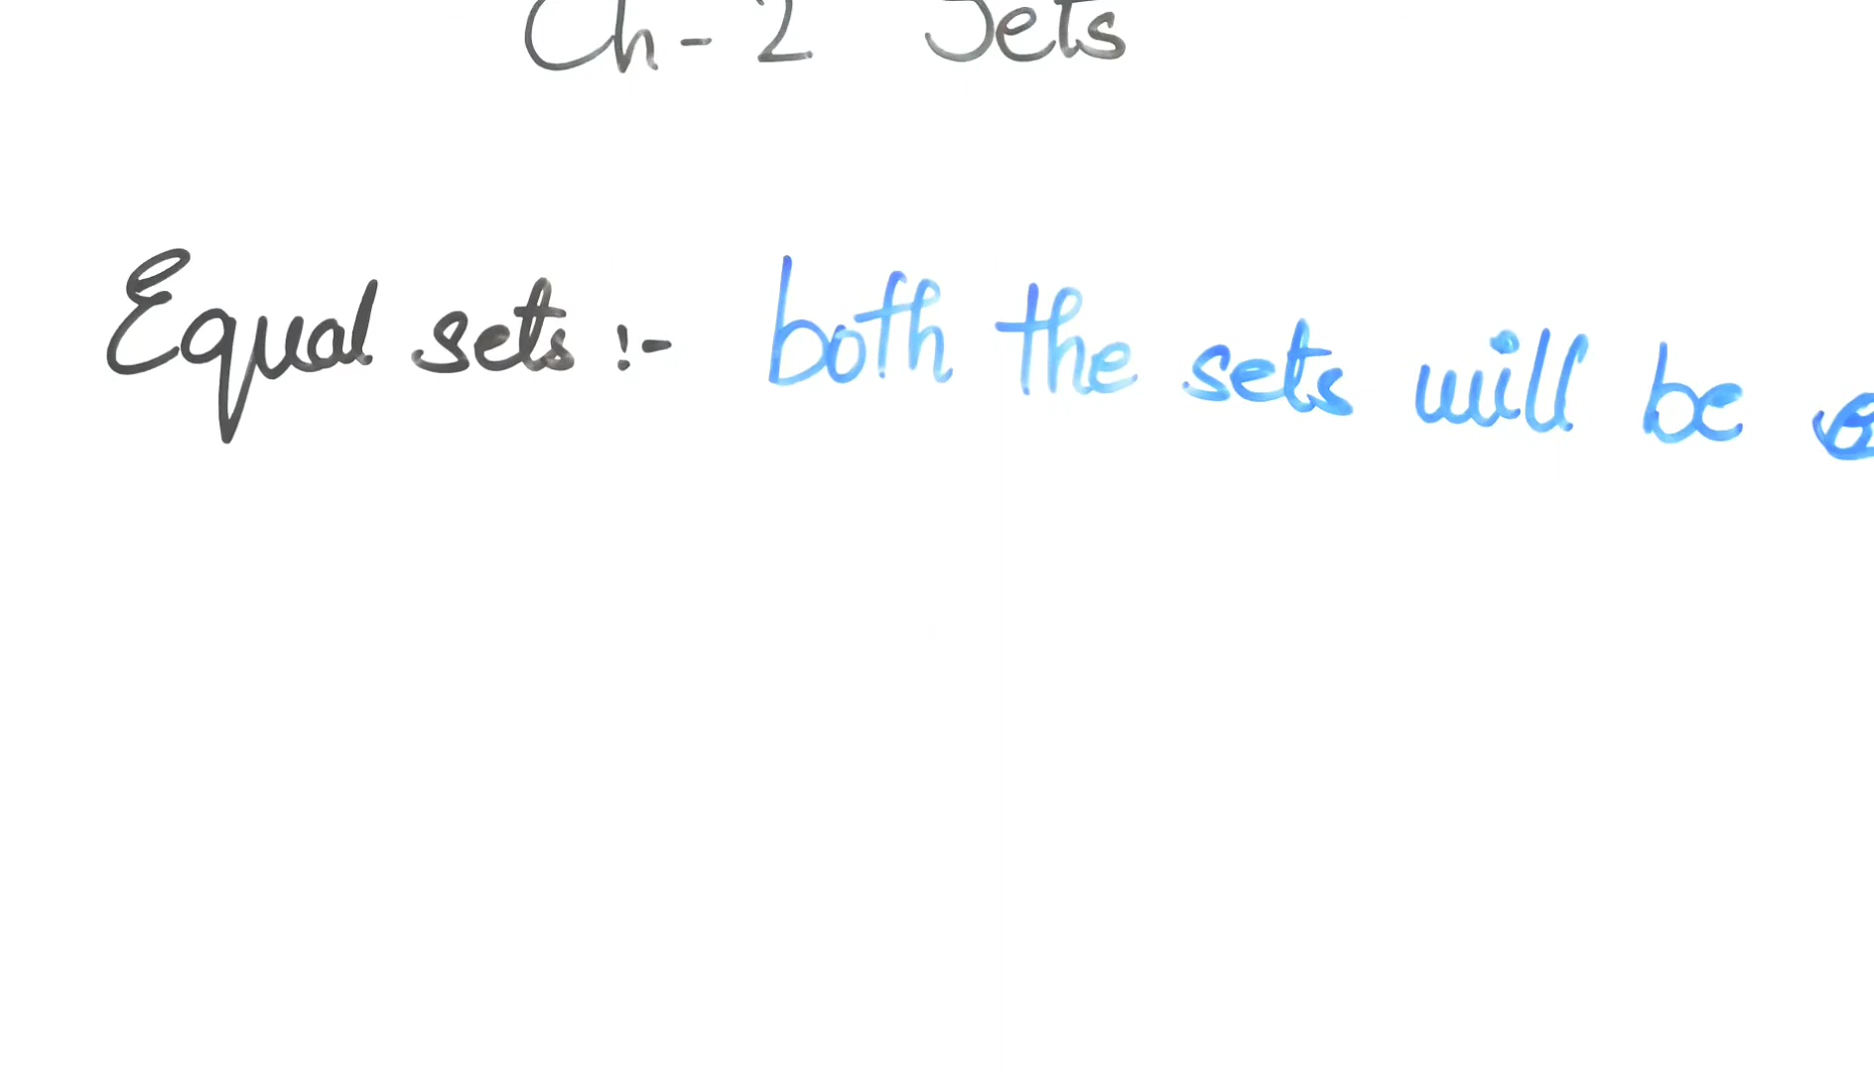 Ch - 2 Sets
Equal sets :- both the sets will be